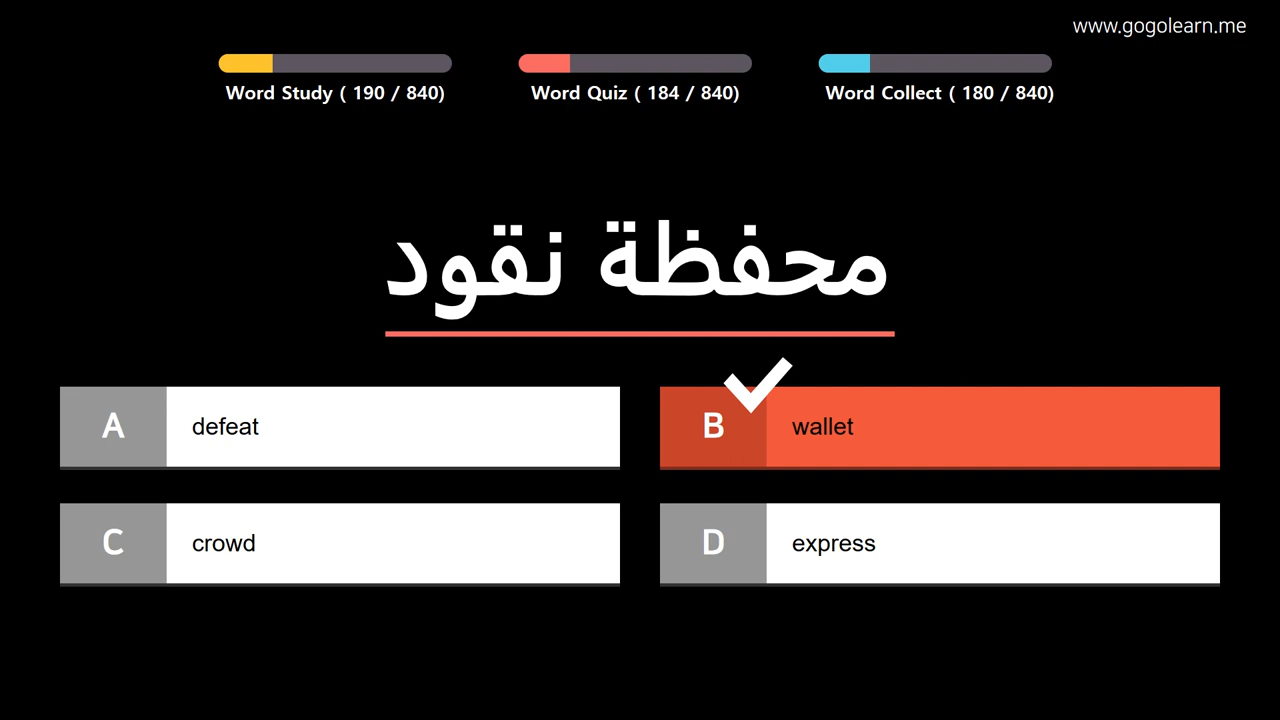 www.gogolearn.me
Word Study ( 190 / 840)
Word Quiz ( 184 / 840)
Word Collect ( 180 / 840)
محفظة نقود
A defeat
B wallet
C crowd
D express